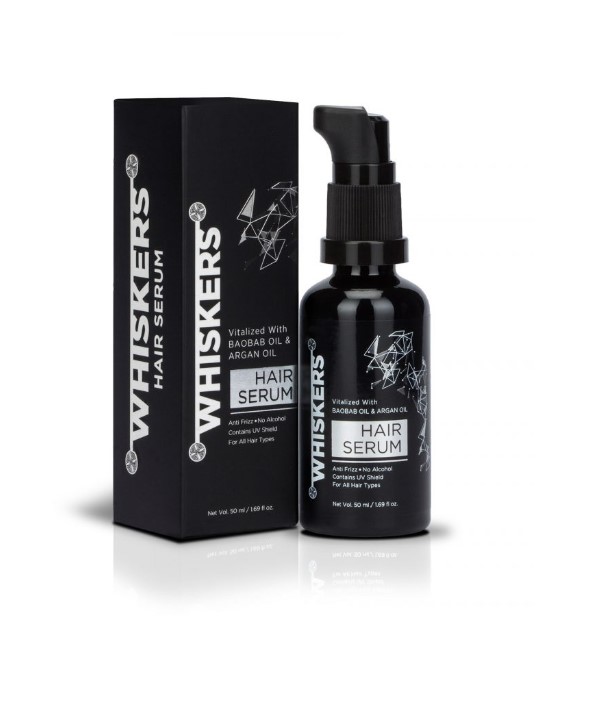 WHISKERS
HAIR SERUM
WHISKERS
Vitalized With
BAOBAB OIL &
ARGAN OIL
HAIR
SERUM
Anti Frizz • No Alcohol
Contains UV Shield
For All Hair Types
Net Vol. 50 ml / 1.69 fl oz.
WHISKERS
Vitalized With
BAOBAB OIL & ARGAN OIL
HAIR
SERUM
Anti Frizz • No Alcohol
Contains UV Shield
For All Hair Types
Net Vol. 50 ml / 1.69 fl oz.